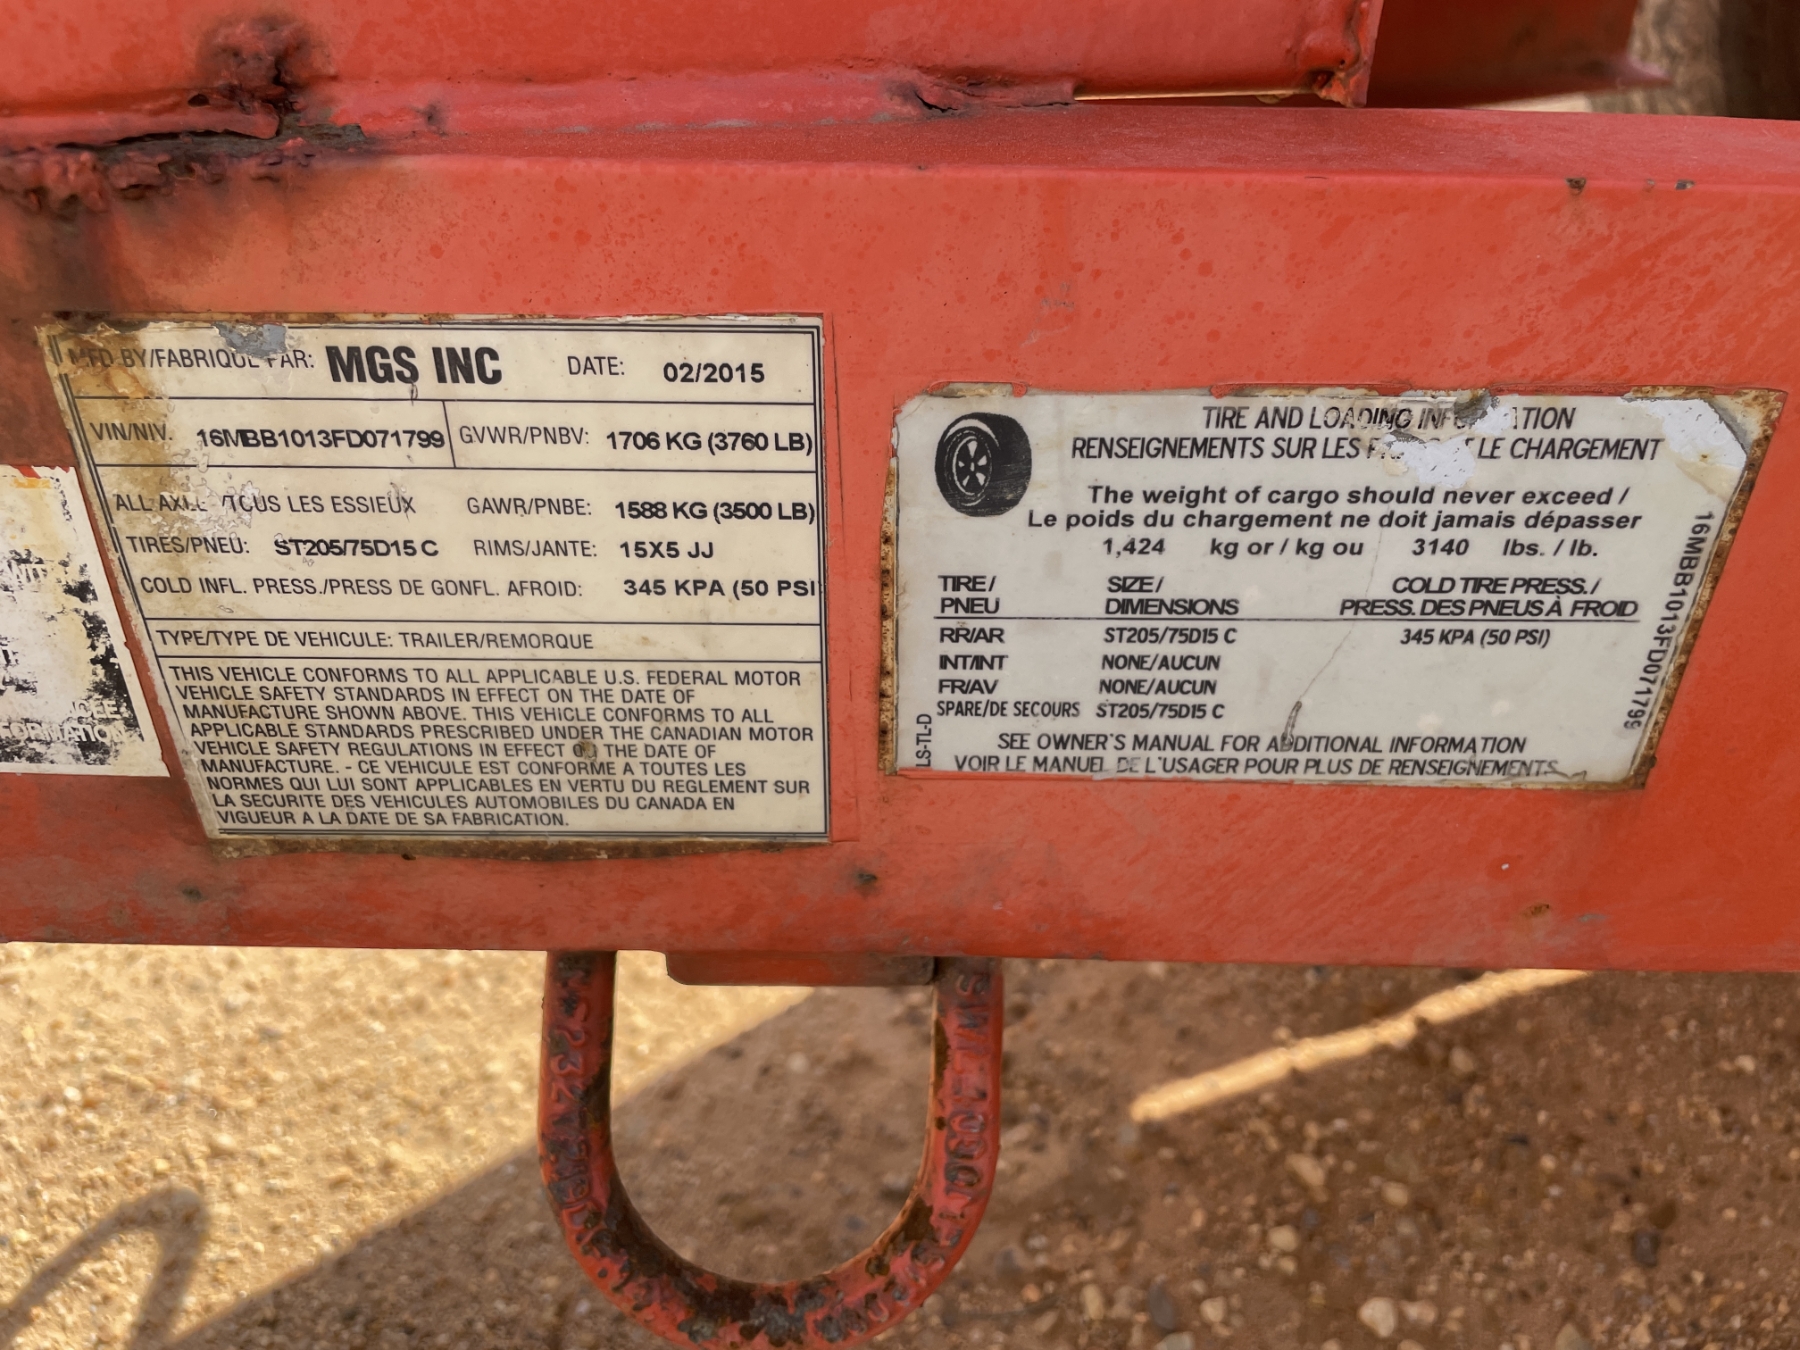 MFD BY/FABRIQUE PAR: MGS INC DATE: 02/2015
VIN/NIV. 16MBB1013FD071799 GVWR/PNBV: 1706 KG (3760 LB)
ALL AXLE /TOUS LES ESSIEUX GAWR/PNBE: 1588 KG (3500 LB)
TIRES/PNEU: ST205/75D15 C RIMS/JANTE: 15X5 JJ
COLD INFL. PRESS./PRESS DE GONFL. AFROID: 345 KPA (50 PSI
TYPE/TYPE DE VEHICULE: TRAILER/REMORQUE
THIS VEHICLE CONFORMS TO ALL APPLICABLE U.S. FEDERAL MOTOR
VEHICLE SAFETY STANDARDS IN EFFECT ON THE DATE OF
MANUFACTURE SHOWN ABOVE. THIS VEHICLE CONFORMS TO ALL
APPLICABLE STANDARDS PRESCRIBED UNDER THE CANADIAN MOTOR
VEHICLE SAFETY REGULATIONS IN EFFECT ON THE DATE OF
MANUFACTURE. - CE VEHICULE EST CONFORME A TOUTES LES
NORMES QUI LUI SONT APPLICABLES EN VERTU DU REGLEMENT SUR
LA SECURITE DES VEHICULES AUTOMOBILES DU CANADA EN
VIGUEUR A LA DATE DE SA FABRICATION.
TIRE AND LOADING
RENSEIGNEMENTS SUR LES LE CHARGEMENT
The weight of cargo should never exceed /
Le poids du chargement ne doit jamais dépasser
1,424 kg or / kg ou 3140 lbs. / lb.
TIRE / SIZE / COLD TIRE PRESS. /
PNEU DIMENSIONS PRESS. DES PNEUS À FROID
RR/AR ST205/75D15 C 345 KPA (50 PSI)
INT/INT NONE/AUCUN
FR/AV NONE/AUCUN
SPARE/DE SECOURS ST205/75D15 C
SEE OWNER'S MANUAL FOR ADDITIONAL INFORMATION
VOIR LE MANUEL DE L'USAGER POUR PLUS DE RENSEIGNEMENTS
LS-TL-D
16MBB1013FD071799